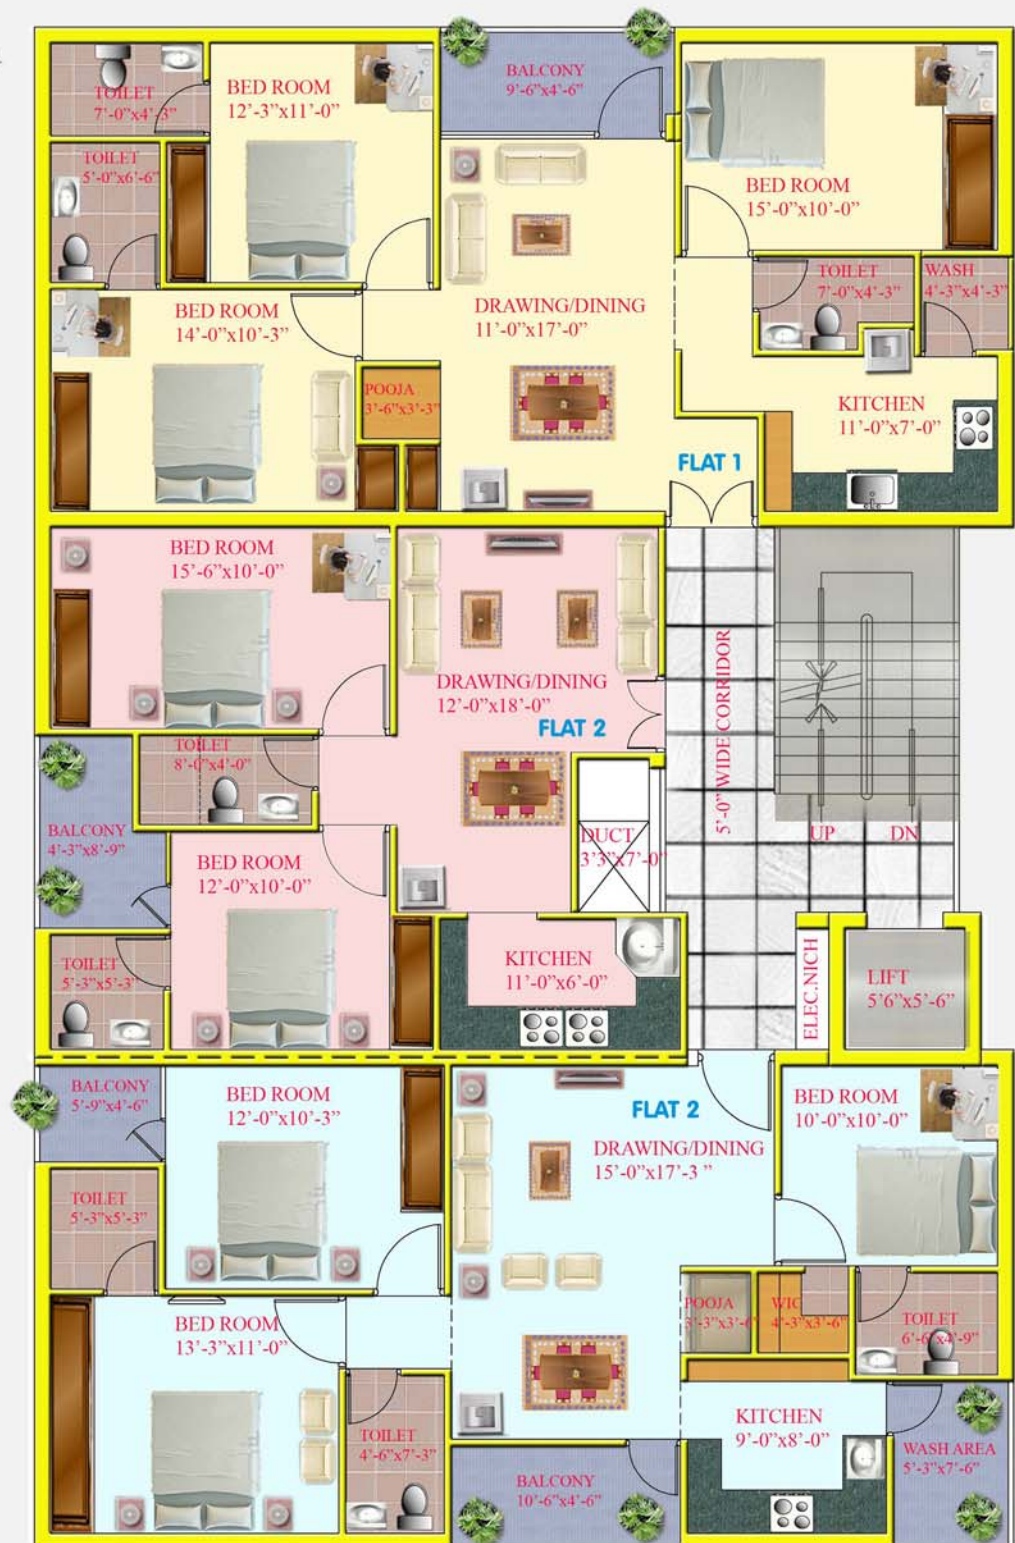 TOILET
7'-0"x4'-3"
BED ROOM
12'-3"x11'-0"
BALCONY
9'-6"x4'-6"
TOILET
5'-0"x6'-6"
BED ROOM
15'-0"x10'-0"
BED ROOM
14'-0"x10'-3"
DRAWING/DINING
11'-0"x17'-0"
TOILET
7'-0"x4'-3"
WASH
4'-3"x4'-3"
POOJA
3'-6"x3'-3"
KITCHEN
11'-0"x7'-0"
FLAT 1
BED ROOM
15'-6"x10'-0"
DRAWING/DINING
12'-0"x18'-0"
FLAT 2
5'-0" WIDE CORRIDOR
TOILET
8'-0"x4'-0"
BALCONY
4'-3"x8'-9"
BED ROOM
12'-0"x10'-0"
DUCT
3'3"x7'-0"
UP
DN
TOILET
5'-3"x5'-3"
KITCHEN
11'-0"x6'-0"
ELEC.NICH
LIFT
5'6"x5'-6"
BALCONY
5'-9"x4'-6"
BED ROOM
12'-0"x10'-3"
FLAT 2
DRAWING/DINING
15'-0"x17'-3 "
BED ROOM
10'-0"x10'-0"
TOILET
5'-3"x5'-3"
BED ROOM
13'-3"x11'-0"
POOJA
3'-3"x3'-6"
WIC
4'-3"x3'-6"
TOILET
6'-6"x4'-9"
TOILET
4'-6"x7'-3"
KITCHEN
9'-0"x8'-0"
WASH AREA
5'-3"x7'-6"
BALCONY
10'-6"x4'-6"